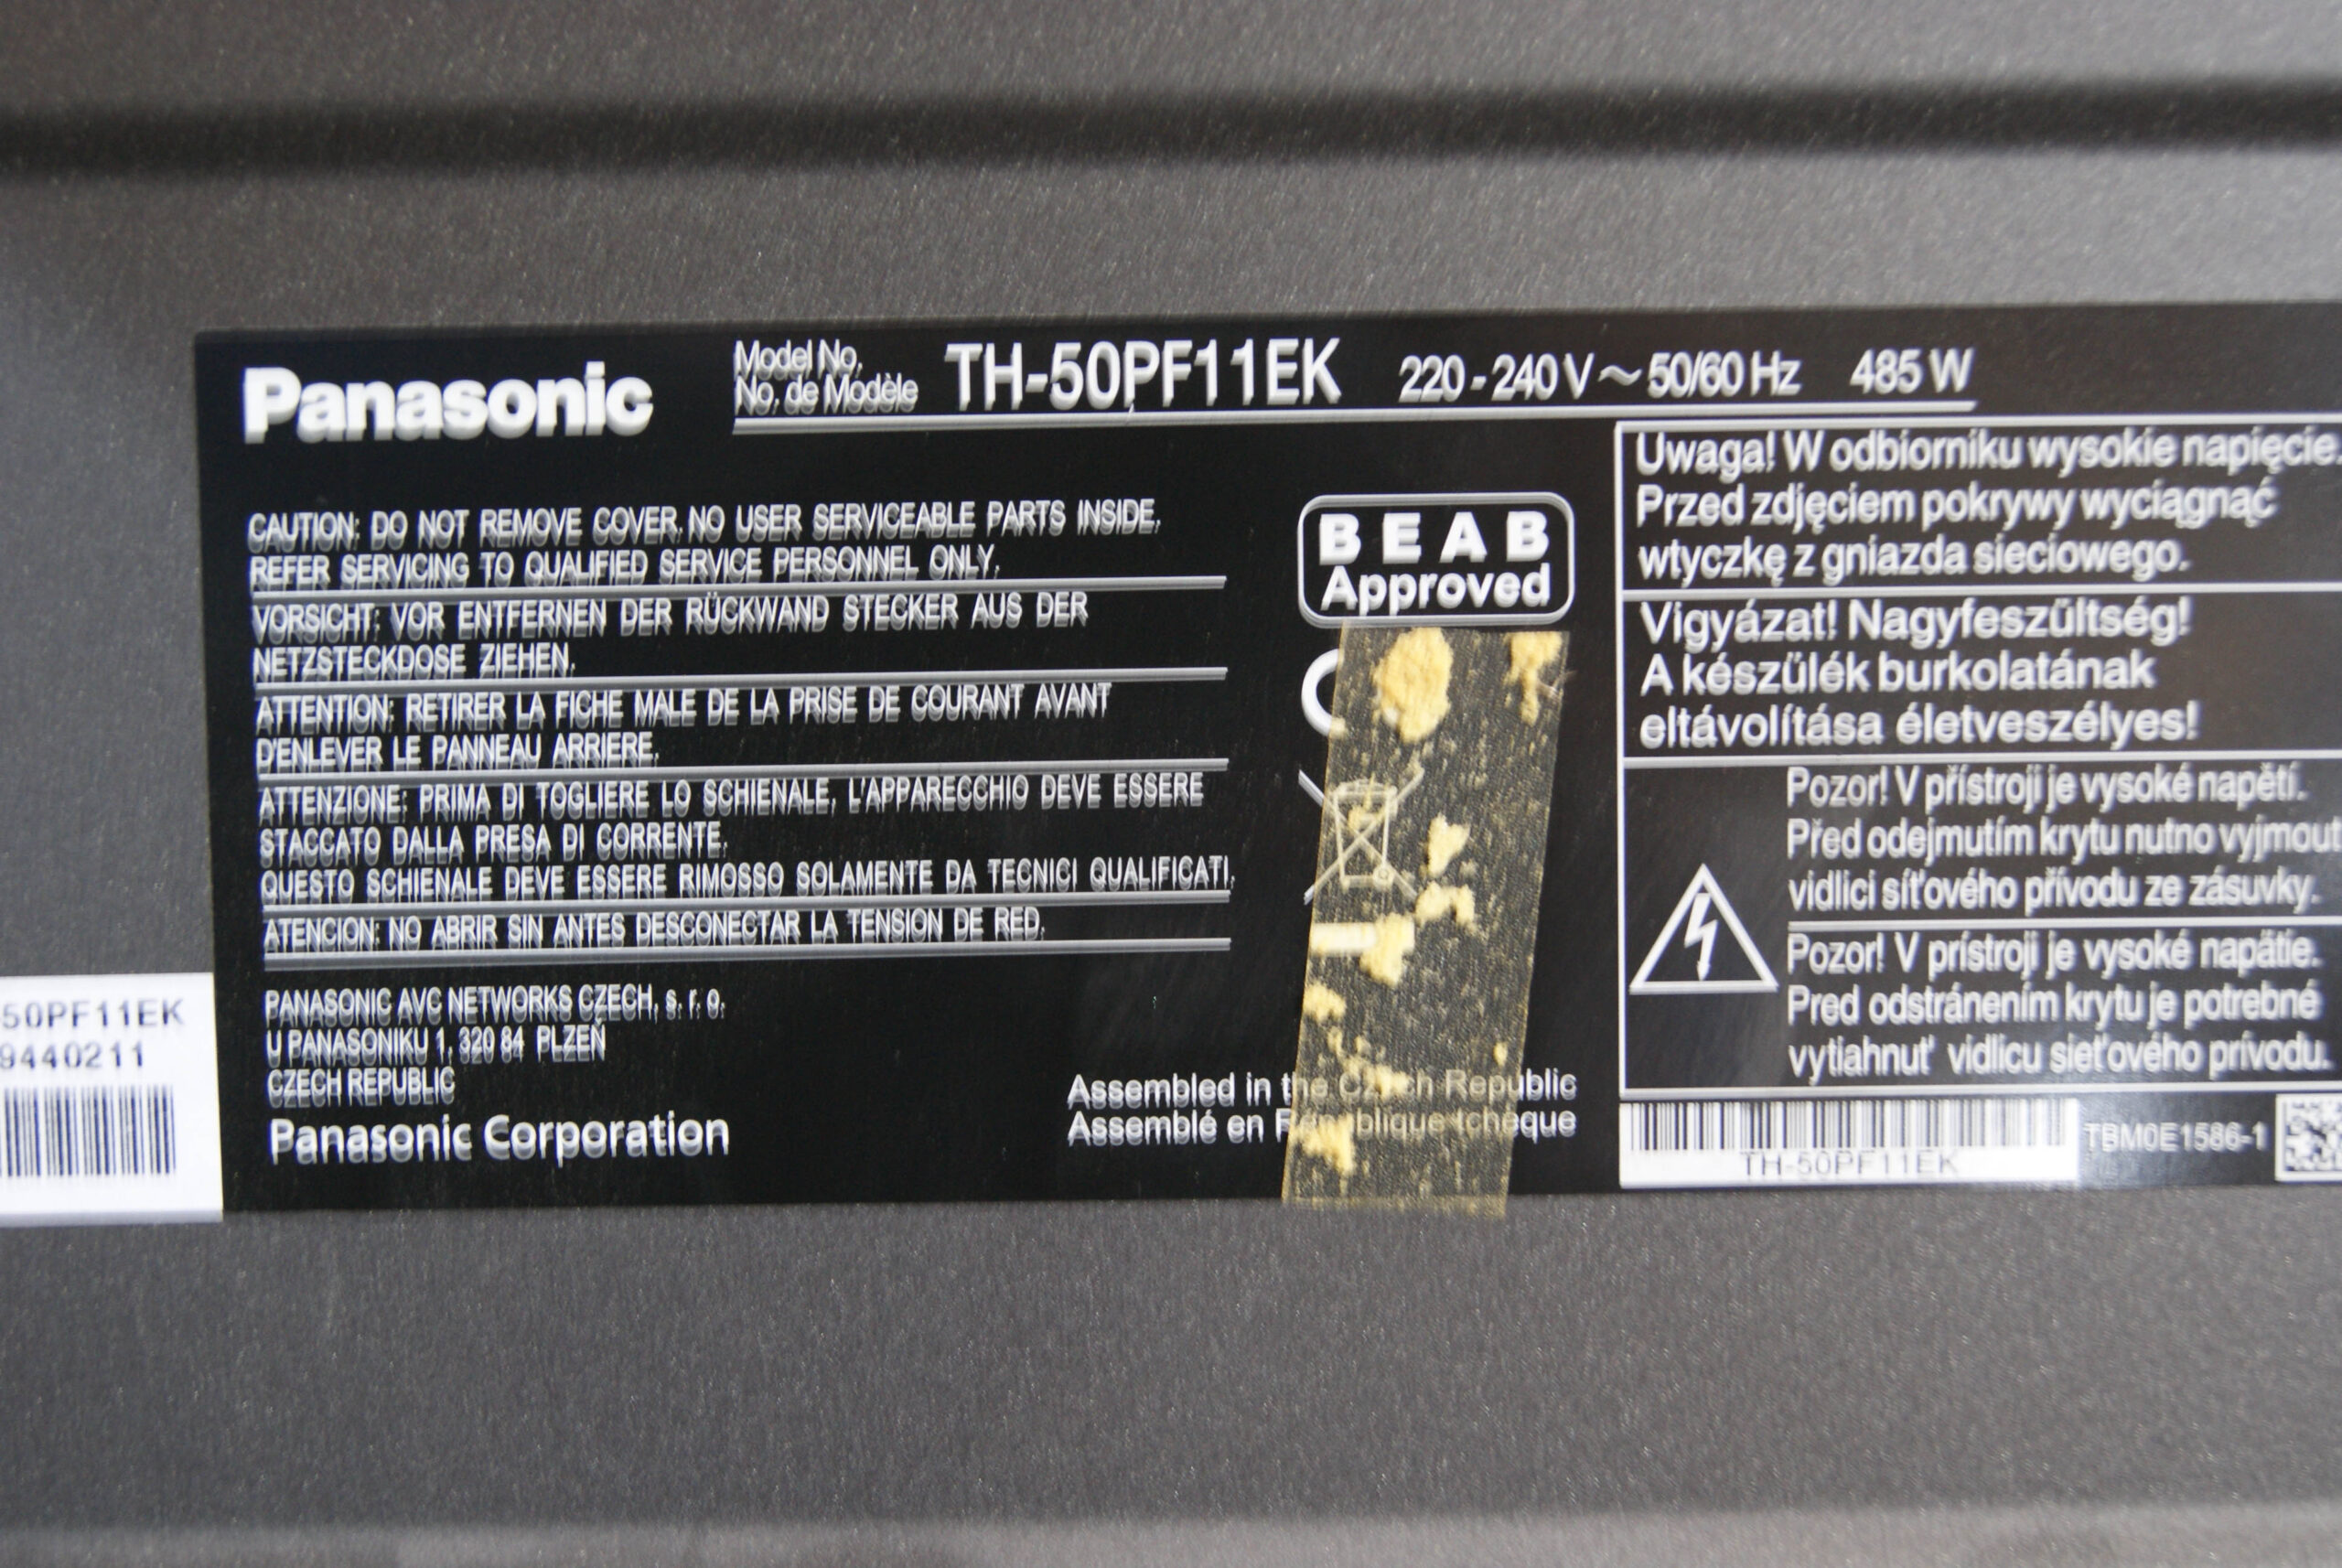 Panasonic
Model No.
No. de Modèle
TH-50PF11EK 220 - 240 V ~ 50/60 Hz 485 W
CAUTION: DO NOT REMOVE COVER. NO USER SERVICEABLE PARTS INSIDE.
REFER SERVICING TO QUALIFIED SERVICE PERSONNEL ONLY.
VORSICHT: VOR ENTFERNEN DER RÜCKWAND STECKER AUS DER
NETZSTECKDOSE ZIEHEN.
ATTENTION: RETIRER LA FICHE MALE DE LA PRISE DE COURANT AVANT
D'ENLEVER LE PANNEAU ARRIERE.
ATTENZIONE: PRIMA DI TOGLIERE LO SCHIENALE, L'APPARECCHIO DEVE ESSERE
STACCATO DALLA PRESA DI CORRENTE.
QUESTO SCHIENALE DEVE ESSERE RIMOSSO SOLAMENTE DA TECNICI QUALIFICATI.
ATENCION: NO ABRIR SIN ANTES DESCONECTAR LA TENSION DE RED.
PANASONIC AVC NETWORKS CZECH, s. r. o.
U PANASONIKU 1, 320 84 PLZEŇ
CZECH REPUBLIC
Panasonic Corporation
BEAB
Approved
Assembled in the Czech Republic
Assemblé en République tchèque
Uwaga! W odbiorniku wysokie napięcie.
Przed zdjęciem pokrywy wyciągnąć
wtyczkę z gniazda sieciowego.
Vigyázat! Nagyfeszültség!
A készülék burkolatának
eltávolítása életveszélyes!
Pozor! V přístroji je vysoké napětí.
Před odejmutím krytu nutno vyjmout
vidlici síťového přívodu ze zásuvky.
Pozor! V prístroji je vysoké napätie.
Pred odstránením krytu je potrebné
vytiahnuť vidlicu sieťového prívodu.
TH-50PF11EK
TBM0E1586-1
50PF11EK
9440211